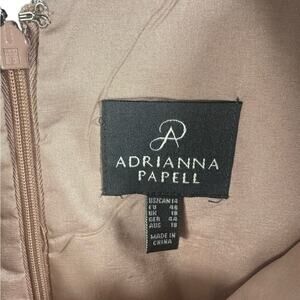 ADRIANNA
PAPELL
US/CAN 14
EU 46
UK 18
GER 44
AUS 18
MADE IN
CHINA